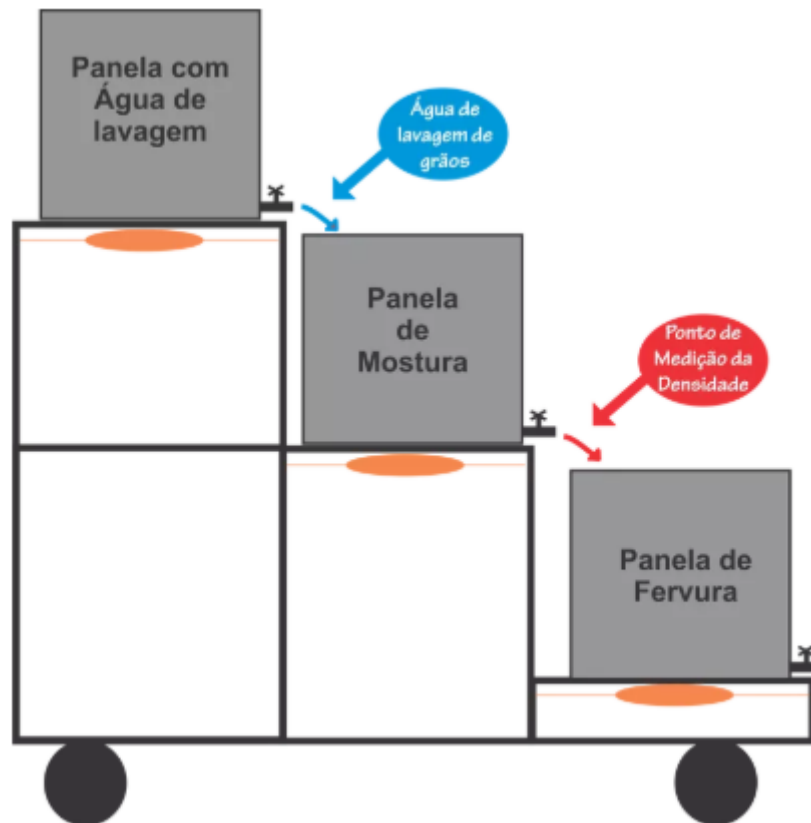 Panela com
Água de
lavagem
Água de
lavagem de
grãos
Panela
de
Mostura
Ponto de
Medição da
Densidade
Panela de
Fervura